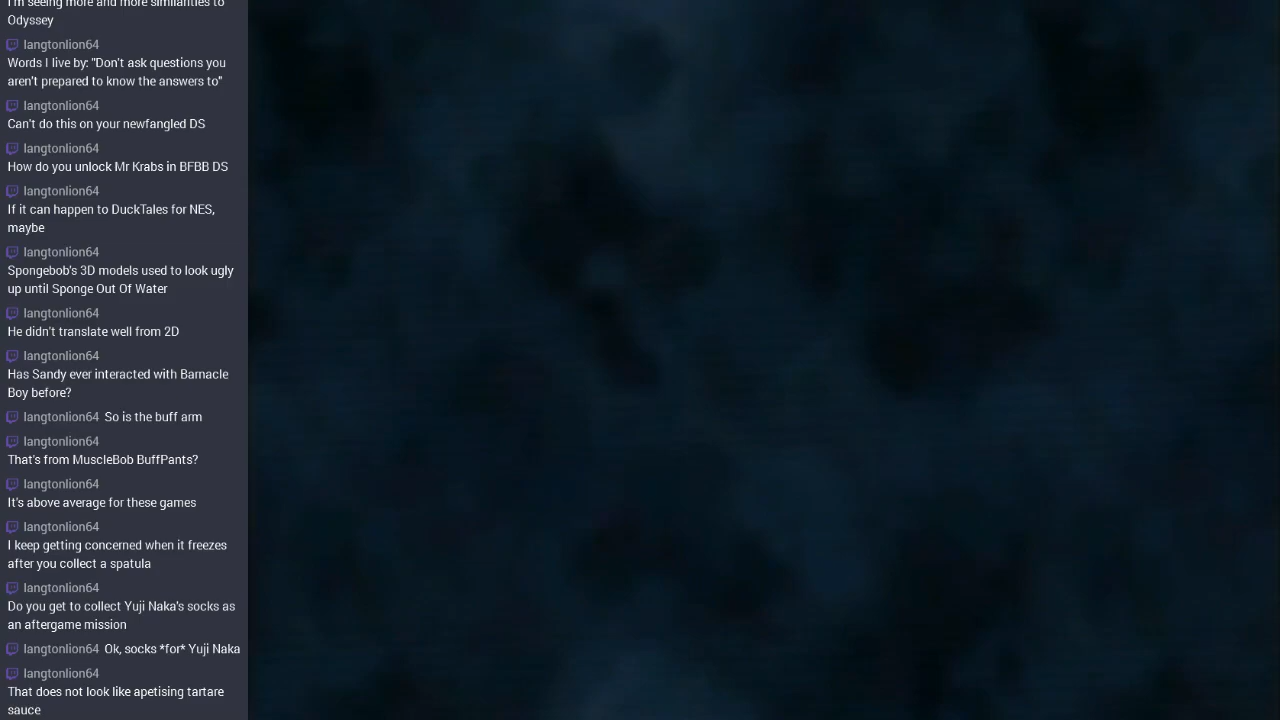 I'm seeing more and more similarities to
Odyssey
langtonlion64
Words I live by: "Don't ask questions you
aren't prepared to know the answers to"
langtonlion64
Can't do this on your newfangled DS
langtonlion64
How do you unlock Mr Krabs in BFBB DS
langtonlion64
If it can happen to DuckTales for NES,
maybe
langtonlion64
Spongebob's 3D models used to look ugly
up until Sponge Out Of Water
langtonlion64
He didn't translate well from 2D
langtonlion64
Has Sandy ever interacted with Barnacle
Boy before?
langtonlion64 So is the buff arm
langtonlion64
That's from MuscleBob BuffPants?
langtonlion64
It's above average for these games
langtonlion64
I keep getting concerned when it freezes
after you collect a spatula
langtonlion64
Do you get to collect Yuji Naka's socks as
an aftergame mission
langtonlion64 Ok, socks *for* Yuji Naka
langtonlion64
That does not look like apetising tartare
sauce